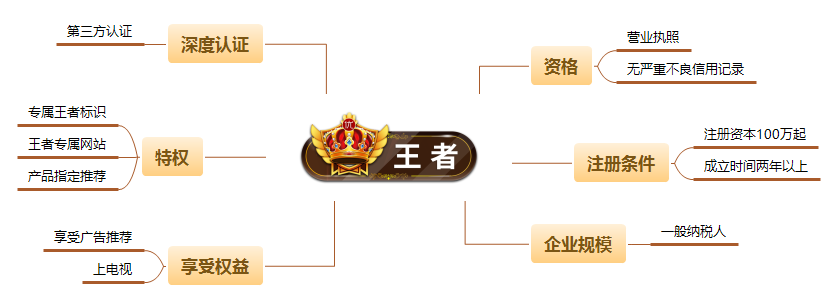 第三方认证
深度认证
专属王者标识
王者专属网站
产品指定推荐
特权
享受广告推荐
上电视
享受权益
王者
资格
营业执照
无严重不良信用记录
注册条件
注册资本100万起
成立时间两年以上
企业规模
一般纳税人